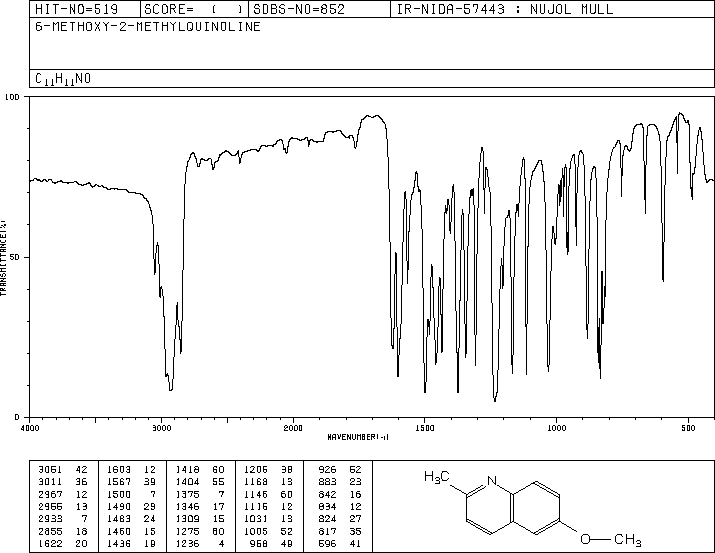 HIT-NO=519 SCORE= ( ) SDBS-NO=852 IR-NIDA-57443 : NUJOL MULL
6-METHOXY-2-METHYLQUINOLINE
C11H11NO
100
50
0
TRANSMITTANCE(%)
4000 3000 2000 1500 1000 500
WAVENUMBER(-1)
3051 42 1603 12 1418 60 1206 38 926 52
3011 36 1567 39 1404 55 1168 13 883 23
2967 12 1500 7 1375 7 1146 60 842 16
2955 13 1490 29 1346 17 1116 12 834 12
2933 7 1483 24 1309 15 1031 13 824 27
2855 18 1460 15 1275 60 1005 52 817 35
1622 20 1436 19 1236 4 958 49 596 41
H3C N
O CH3